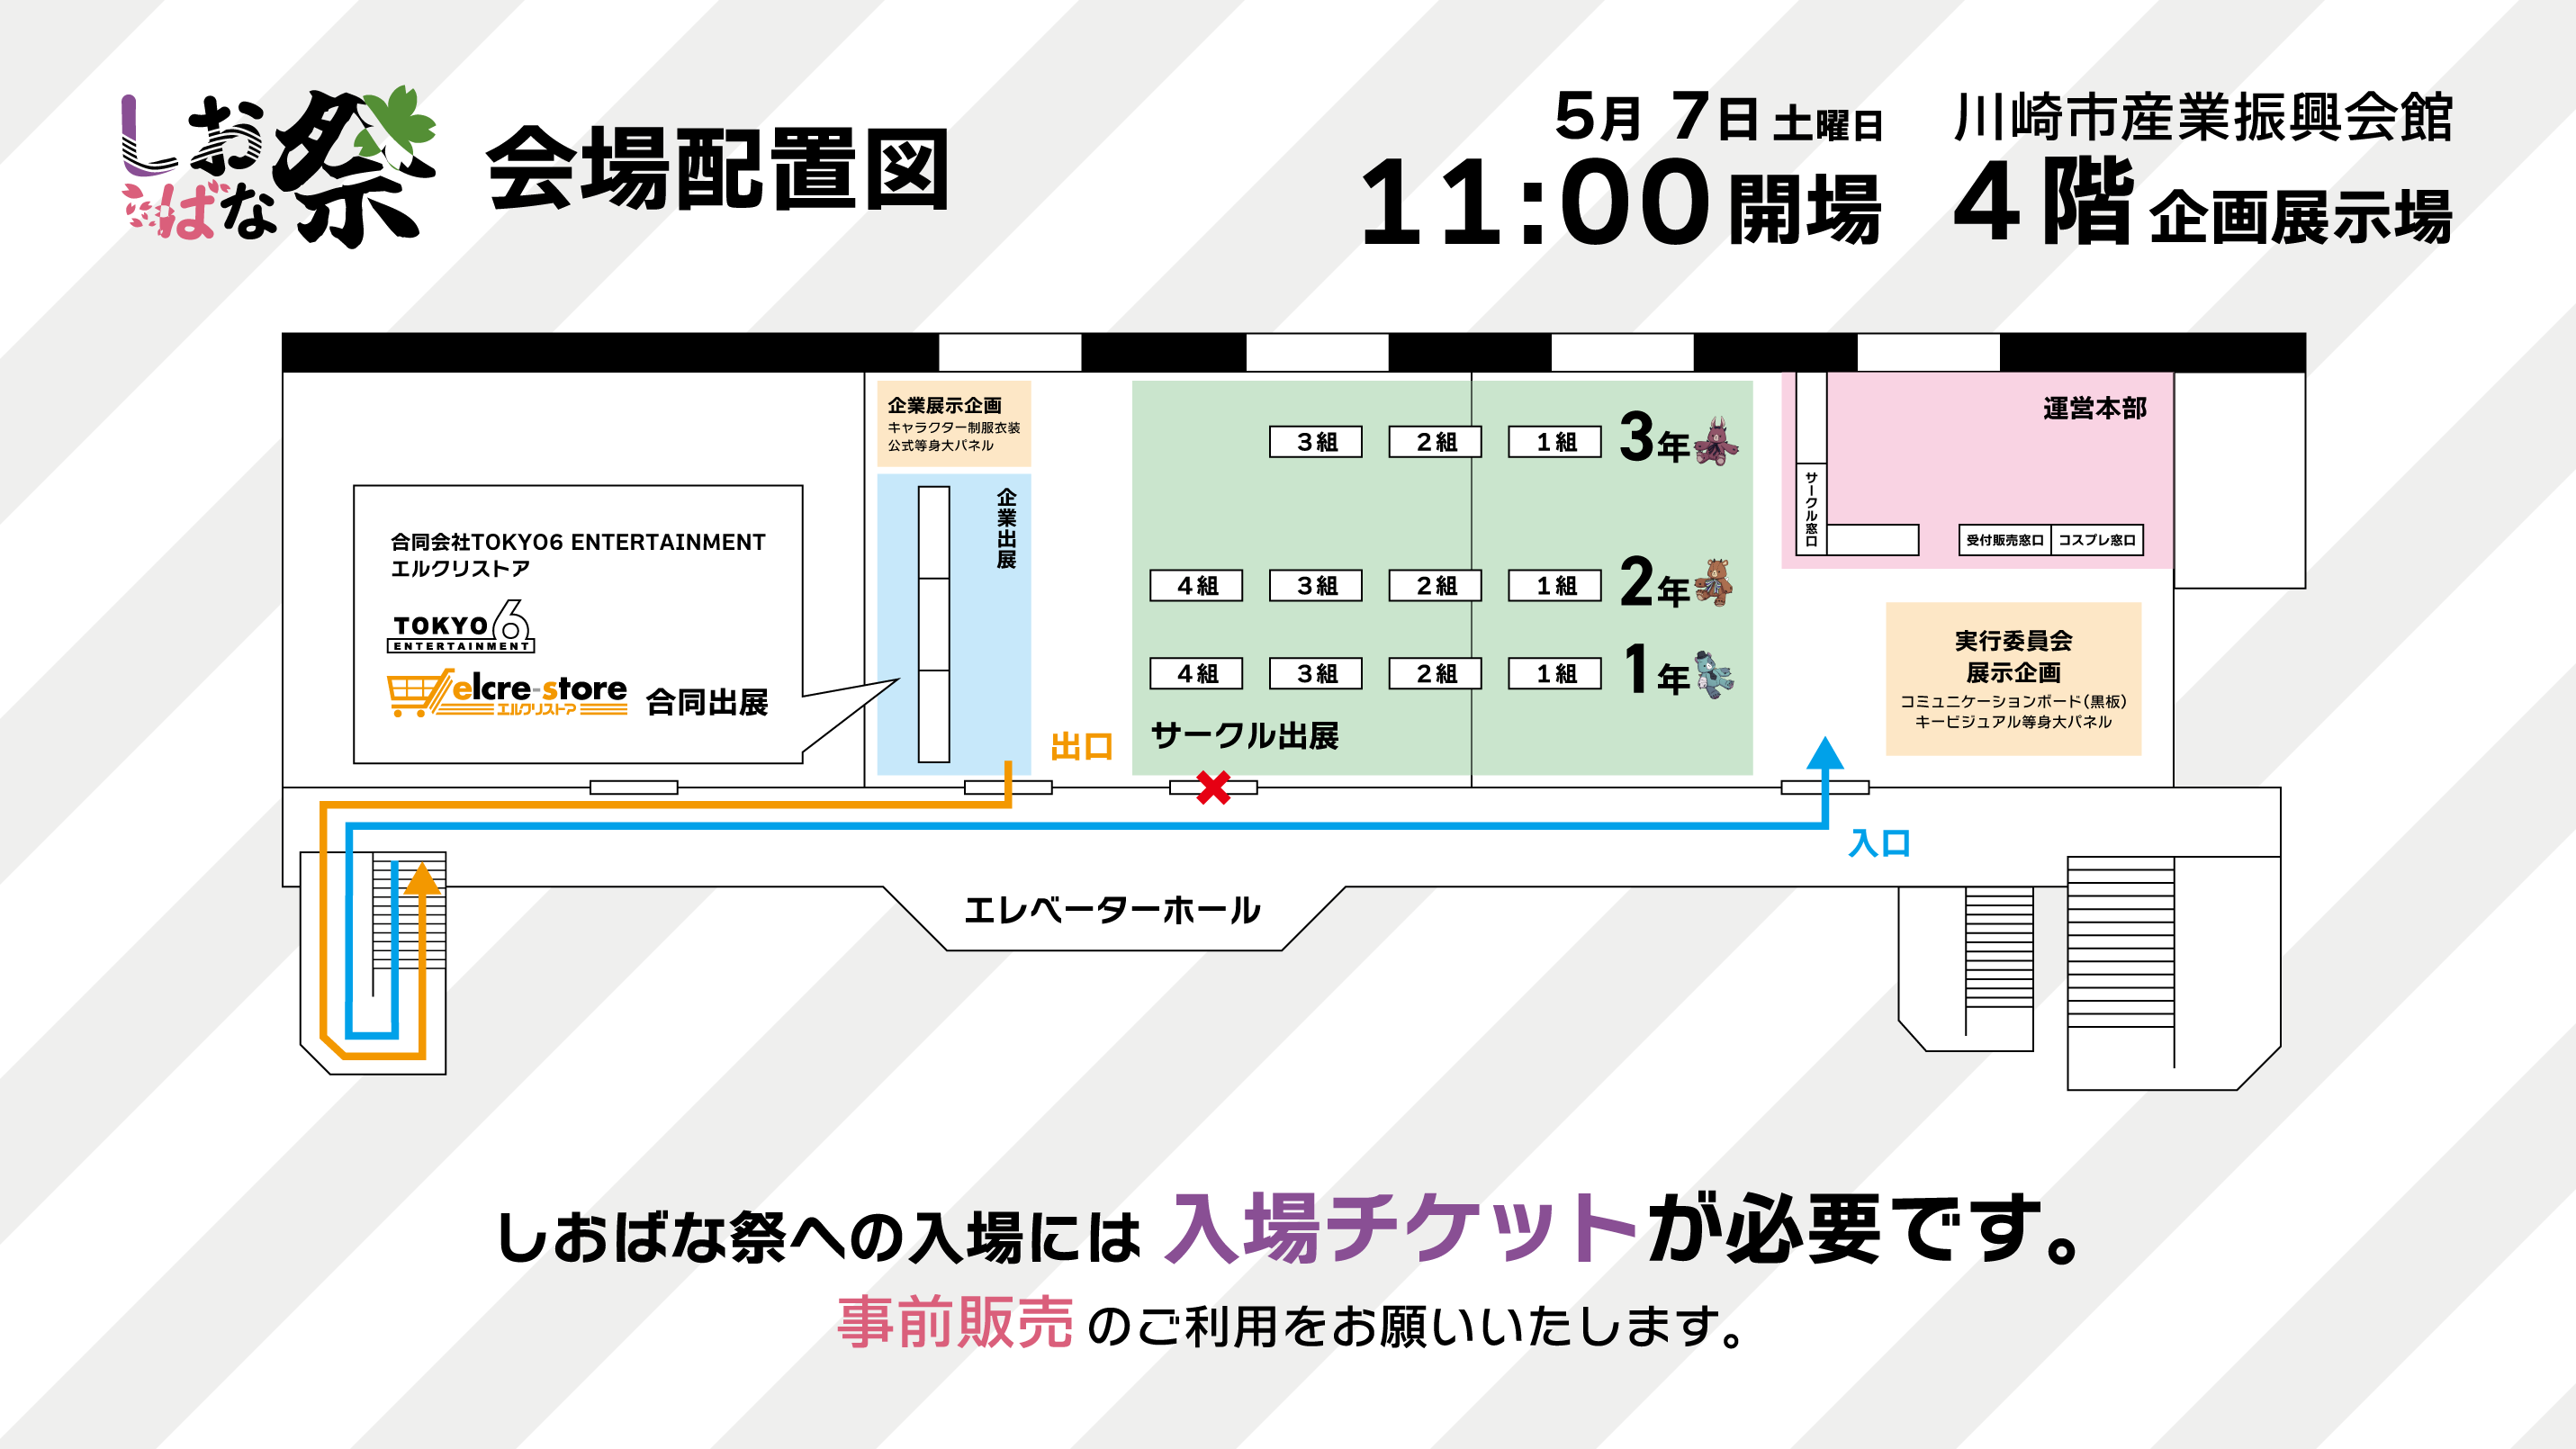 しおばな祭
会場配置図
5月 7日 土曜日
11:00 開場
川崎市産業振興会館
4階 企画展示場
企業展示企画
キャラクター制服衣装
公式等身大パネル
企業出展
合同会社TOKYO6 ENTERTAINMENT
エルクリストア
TOKYO6
ENTERTAINMENT
elcre-store
エルクリストア
合同出展
3組 2組 1組 3年
4組 3組 2組 1組 2年
4組 3組 2組 1組 1年
サークル出展
運営本部
サークル窓口
受付販売窓口 コスプレ窓口
実行委員会
展示企画
コミュニケーションボード(黒板)
キービジュアル等身大パネル
出口
入口
エレベーターホール
しおばな祭への入場には 入場チケットが必要です。
事前販売 のご利用をお願いいたします。